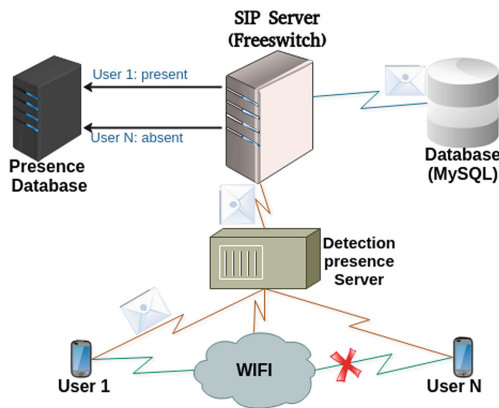 SIP Server
(Freeswitch)
User 1: present
User N: absent
Presence
Database
Database
(MySQL)
Detection
presence
Server
WIFI
User 1
User N